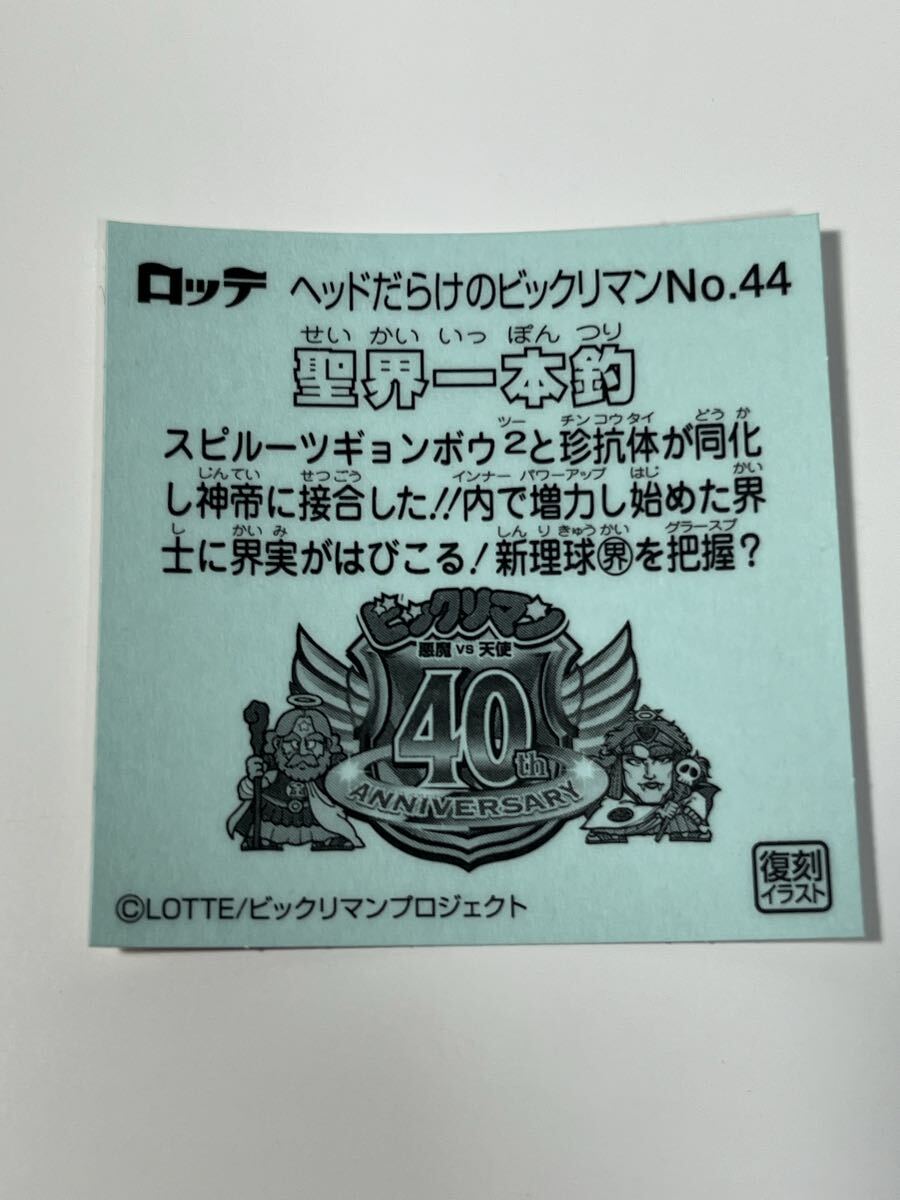 ロッテ ヘッドだらけのビックリマンNo.44
せい かい いっ ぽん つり
聖界一本釣
ツー チンコウタイ どうか
スピルーツギョンボゥ2と珍抗体が同化
じんてい せつごう インナー パワーアップ はじ かい
し神帝に接合した!!内で増力し始めた界
し かいみ しんりきゅうかい グラースプ
士に界実がはびこる!新理球㊩を把握?
ビックリマン
悪魔 VS 天使
40th
ANNIVERSARY
復刻
イラスト
©LOTTE/ビックリマンプロジェクト